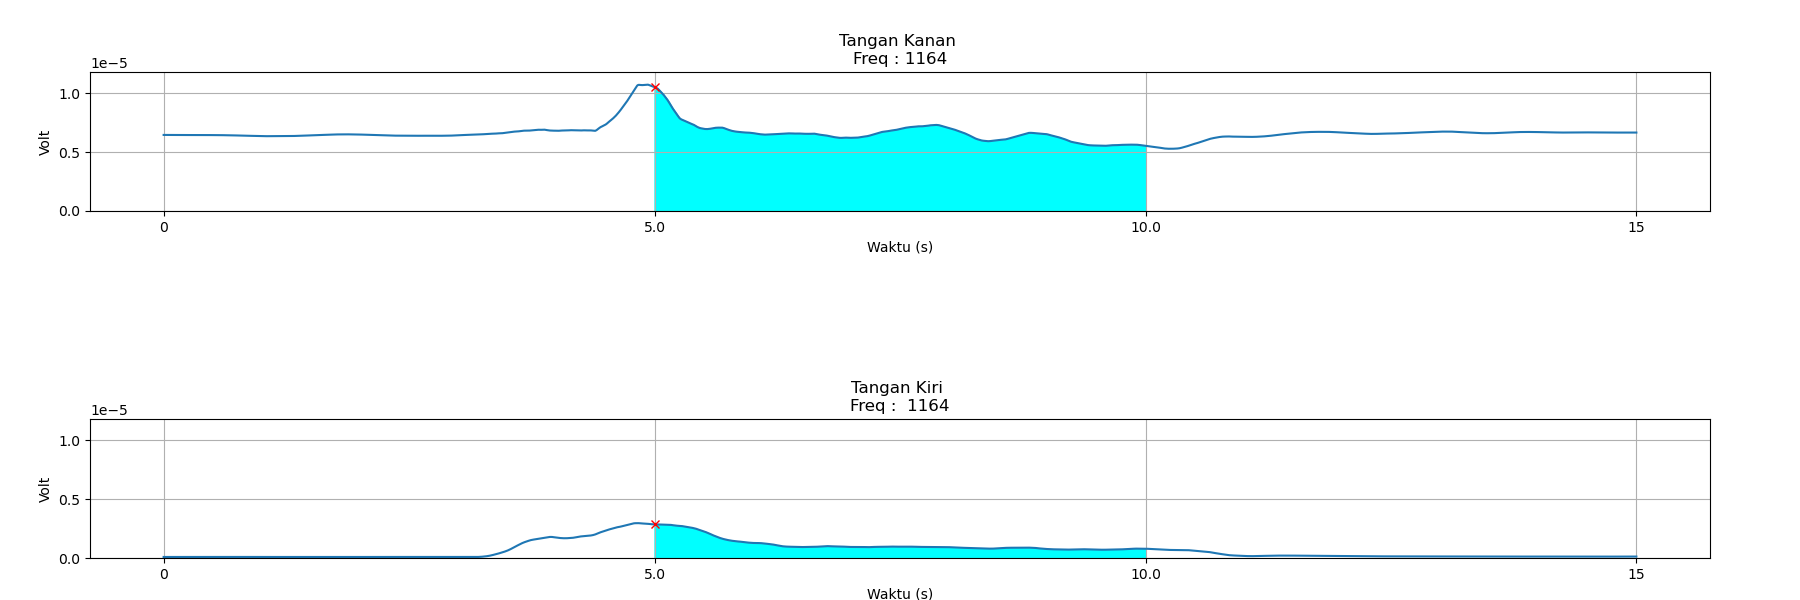 Tangan Kanan
Freq : 1164
1e−5
1.0
0.5
0.0
Volt
0 5.0 10.0 15
Waktu (s)
Tangan Kiri
Freq :  1164
1e−5
1.0
0.5
0.0
Volt
0 5.0 10.0 15
Waktu (s)